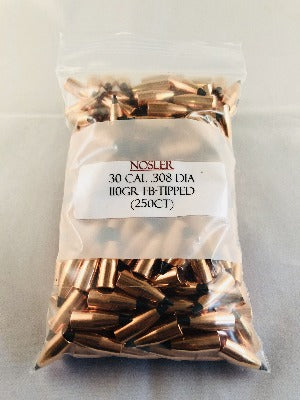 NOSLER
30 CAL .308 DIA
110GR FB-TIPPED
(250CT)